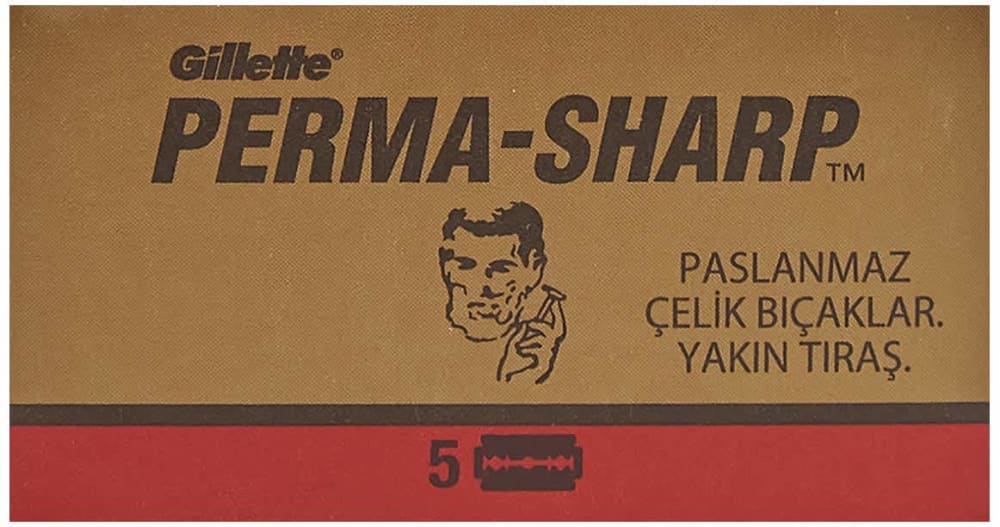 Gillette®
PERMA-SHARP™
PASLANMAZ
ÇELİK BIÇAKLAR.
YAKIN TIRAŞ.
5